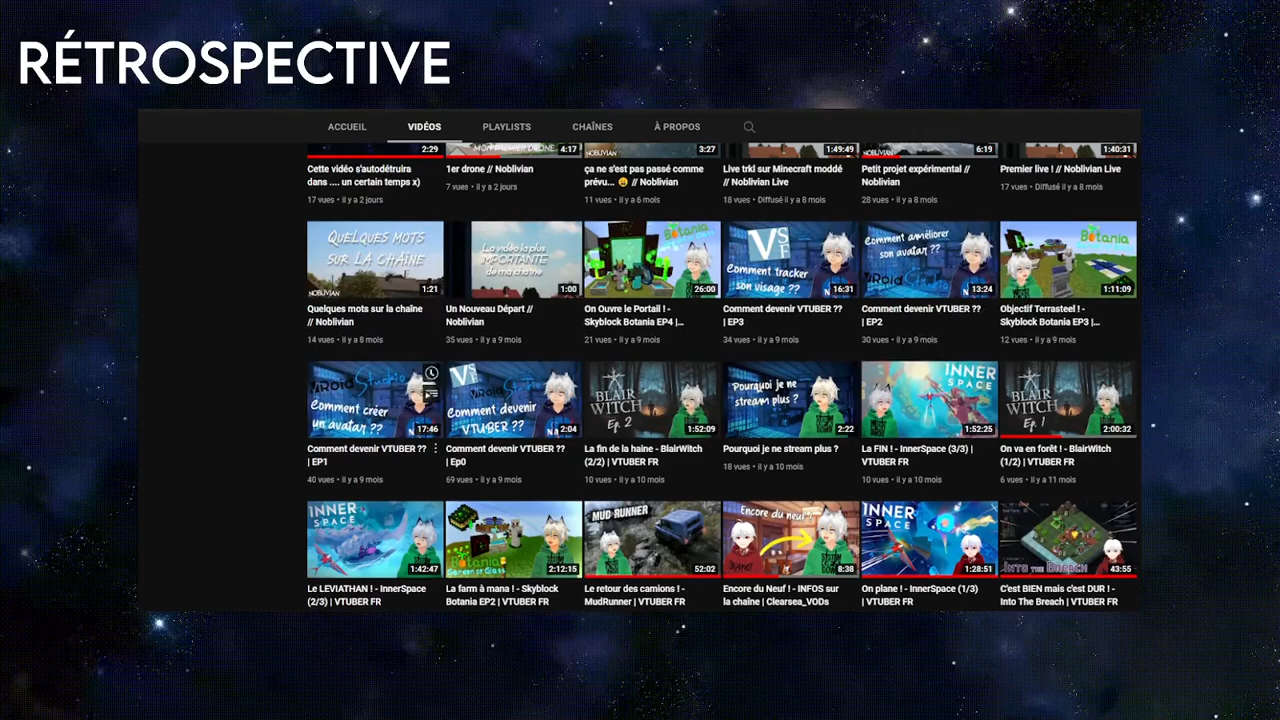 RÉTROSPECTIVE
ACCUEIL VIDÉOS PLAYLISTS CHAÎNES À PROPOS
2:29 MON PREMIER DRONE 4:17 NOBLIVIAN 3:27 1:49:49 NOBLIVIAN 6:19 1:40:31
Cette vidéo s'autodétruira 1er drone // Noblivian ça ne s'est pas passé comme Live trkl sur Minecraft moddé Petit projet expérimental // Premier live ! // Noblivian Live
dans .... un certain temps x) prévu... 😅 // Noblivian // Noblivian Live Noblivian
17 vues • il y a 2 jours 7 vues • il y a 2 jours 11 vues • il y a 6 mois 18 vues • Diffusé il y a 8 mois 28 vues • il y a 8 mois 17 vues • Diffusé il y a 8 mois
QUELQUES MOTS SUR LA CHAÎNE NOBLIVIAN 1:21
La vidéo la plus IMPORTANTE de ma chaîne 1:00
Botania 26:00
VSF Comment tracker son visage ?? 16:31
Comment améliorer son avatar ?? VRoid Studio 13:24
Botania 1:11:09
Quelques mots sur la chaîne Un Nouveau Départ // On Ouvre le Portail ! - Comment devenir VTUBER ?? Comment devenir VTUBER ?? Objectif Terrasteel ! -
// Noblivian Noblivian Skyblock Botania EP4 |... | EP3 | EP2 Skyblock Botania EP3 |...
14 vues • il y a 8 mois 35 vues • il y a 9 mois 21 vues • il y a 9 mois 34 vues • il y a 9 mois 30 vues • il y a 9 mois 12 vues • il y a 9 mois
VRoid Studio Comment créer un avatar ?? 17:46
VS Comment devenir VTUBER ?? 2:04
BLAIR WITCH Ep. 2 1:52:09
Pourquoi je ne stream plus ? 2:22
INNER SPACE 1:52:25
BLAIR WITCH Ep. 1 2:00:32
Comment devenir VTUBER ?? Comment devenir VTUBER ?? La fin de la haine - BlairWitch Pourquoi je ne stream plus ? La FIN ! - InnerSpace (3/3) | On va en forêt ! - BlairWitch
| EP1 | Ep0 (2/2) | VTUBER FR VTUBER FR (1/2) | VTUBER FR
40 vues • il y a 9 mois 69 vues • il y a 9 mois 10 vues • il y a 10 mois 18 vues • il y a 10 mois 10 vues • il y a 10 mois 6 vues • il y a 11 mois
INNER SPACE 1:42:47
Botania Garden of Glass 2:12:15
MUD RUNNER 52:02
Encore du neuf ! 8:38
INNER SPACE 1:28:51
INTO THE BREACH 43:55
Le LEVIATHAN ! - InnerSpace La farm à mana ! - Skyblock Le retour des camions ! - Encore du Neuf ! - INFOS sur On plane ! - InnerSpace (1/3) C'est BIEN mais c'est DUR ! -
(2/3) | VTUBER FR Botania EP2 | VTUBER FR MudRunner | VTUBER FR la chaîne | Clearsea_VODs | VTUBER FR Into The Breach | VTUBER FR